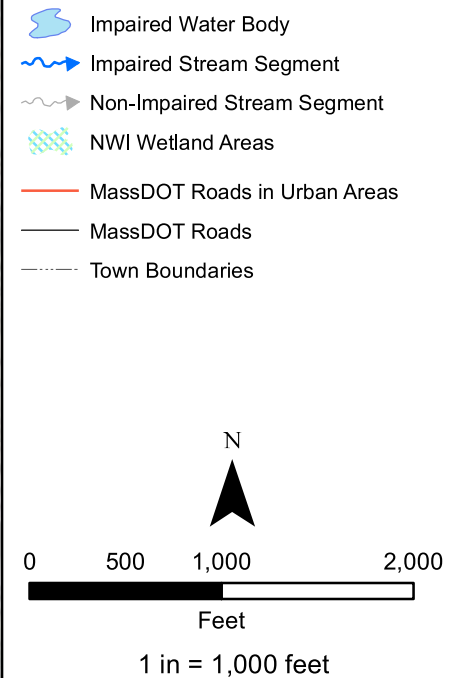 Impaired Water Body
Impaired Stream Segment
Non-Impaired Stream Segment
NWI Wetland Areas
MassDOT Roads in Urban Areas
MassDOT Roads
Town Boundaries
N
0 500 1,000 2,000
Feet
1 in = 1,000 feet